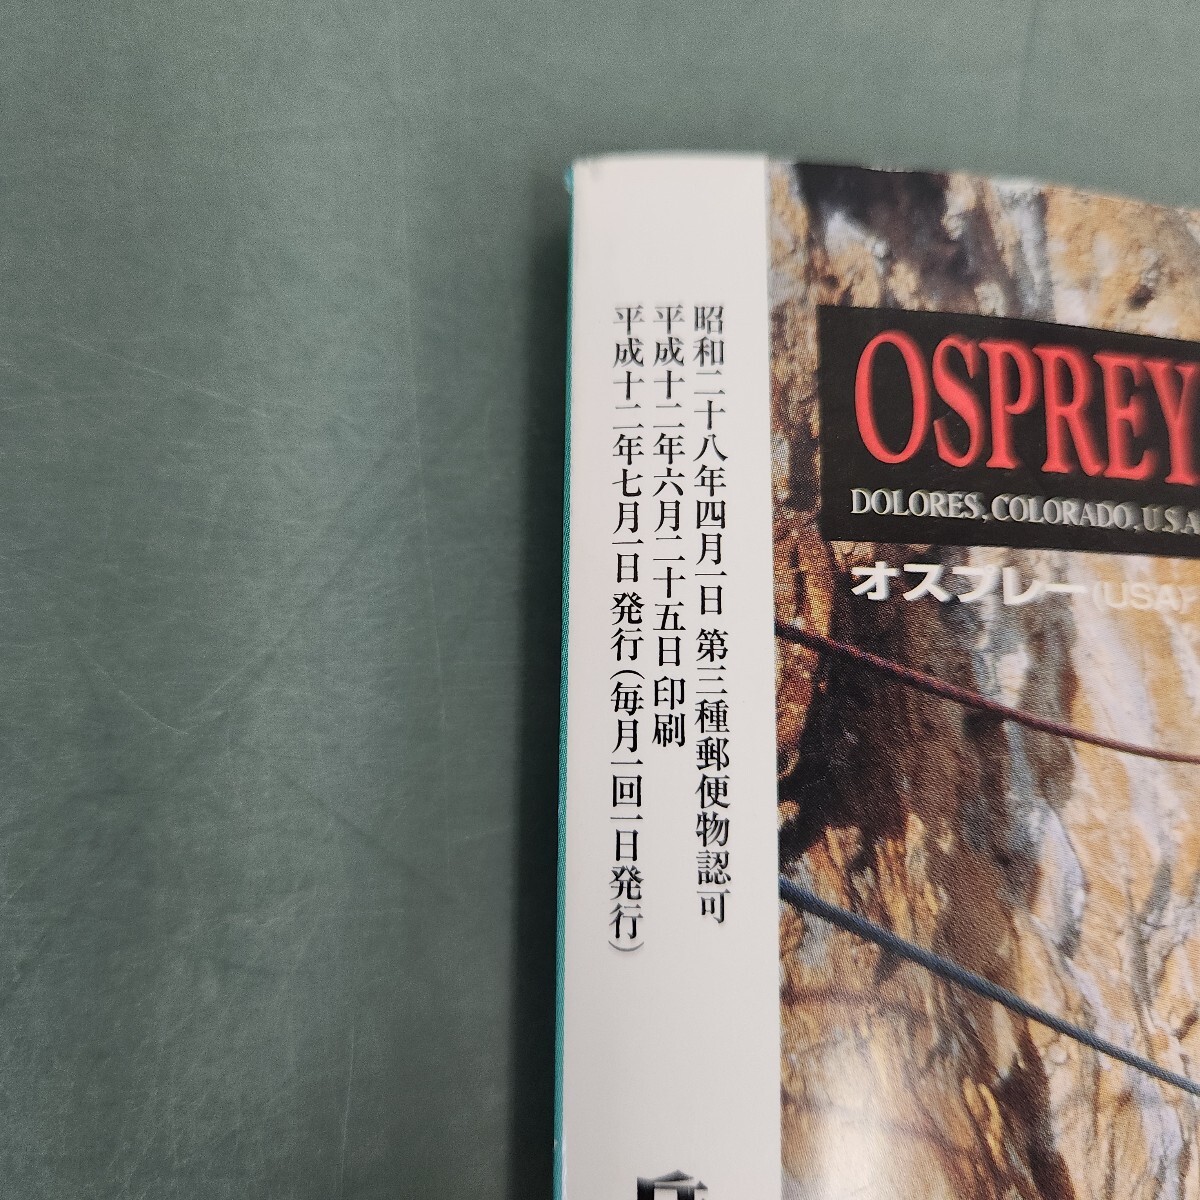 昭和二十八年四月一日 第三種郵便物認可
平成十二年六月二十五日 印刷
平成十二年七月一日 発行(毎月一回一日発行)
OSPREY
DOLORES, COLORADO, U.S.A
オスプレー(USA)